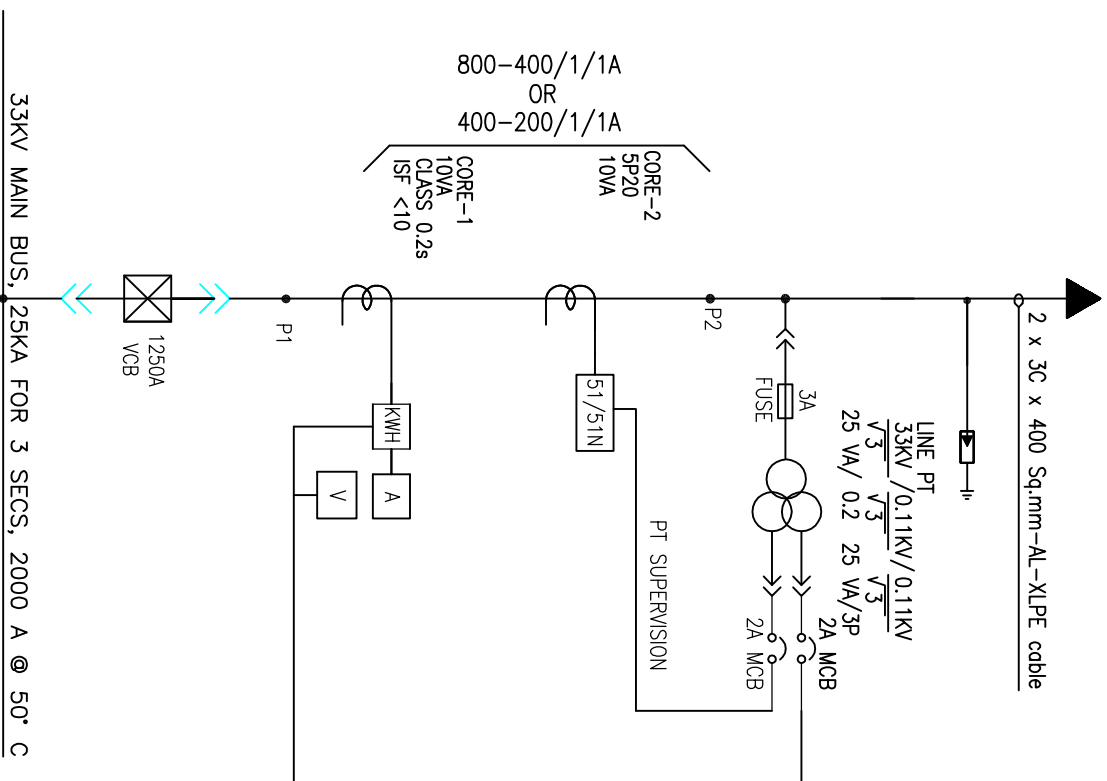 800-400/1/1A
OR
400-200/1/1A
CORE-2
5P20
10VA
CORE-1
10VA
CLASS 0.2s
ISF <10
33KV MAIN BUS, 25KA FOR 3 SECS, 2000 A @ 50° C
1250A
VCB
P1
P2
KWH
A
V
51/51N
PT SUPERVISION
3A
FUSE
2A MCB
2A MCB
LINE PT
33KV /0.11KV/0.11KV
√3 √3 √3
25 VA/ 0.2 25 VA/3P
2 x 3C x 400 Sq.mm-AL-XLPE cable